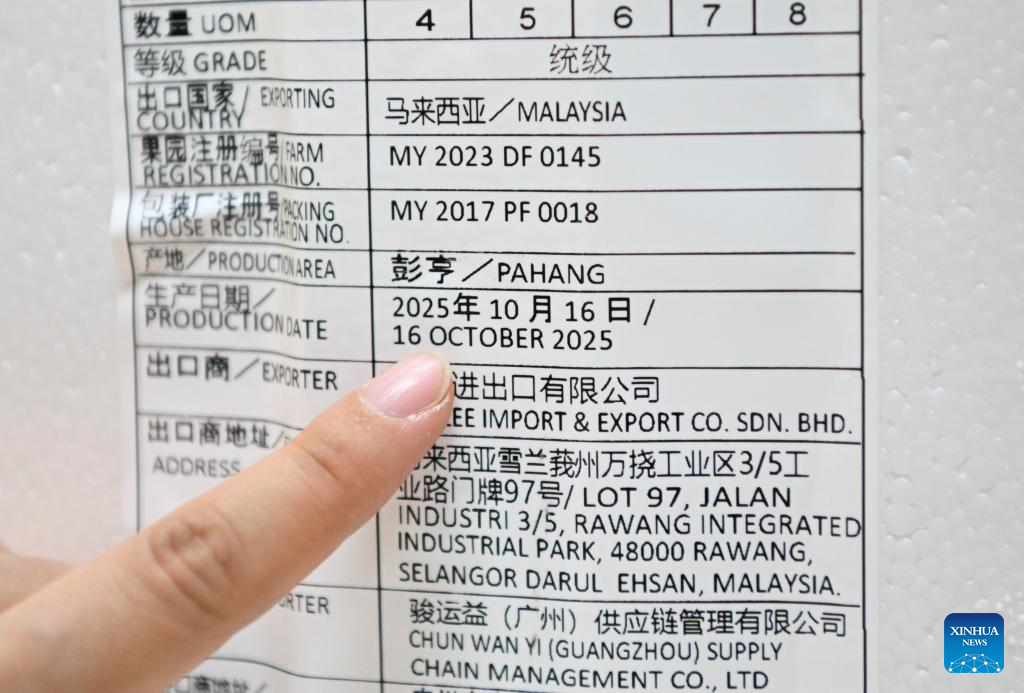 数量 UOM 4 5 6 7 8
等级 GRADE 统级
出口国家/ EXPORTING
COUNTRY
马来西亚/MALAYSIA
果园注册编号/FARM
REGISTRATION NO.
MY 2023 DF 0145
包装厂注册号/PACKING
HOUSE REGISTRATION NO.
MY 2017 PF 0018
产地/PRODUCTION AREA
彭亨/PAHANG
生产日期/
PRODUCTION DATE
2025年 10 月 16 日 /
16 OCTOBER 2025
出口商/EXPORTER
进出口有限公司
IMPORT & EXPORT CO. SDN. BHD.
出口商地址/
ADDRESS
来西亚雪兰莪州万挠工业区3/5工
业路门牌97号/ LOT 97, JALAN
INDUSTRI 3/5, RAWANG INTEGRATED
INDUSTRIAL PARK, 48000 RAWANG,
SELANGOR DARUL EHSAN, MALAYSIA.
骏运益（广州）供应链管理有限公司
CHUN WAN YI (GUANGZHOU) SUPPLY
CHAIN MANAGEMENT CO., LTD
XINHUA
NEWS